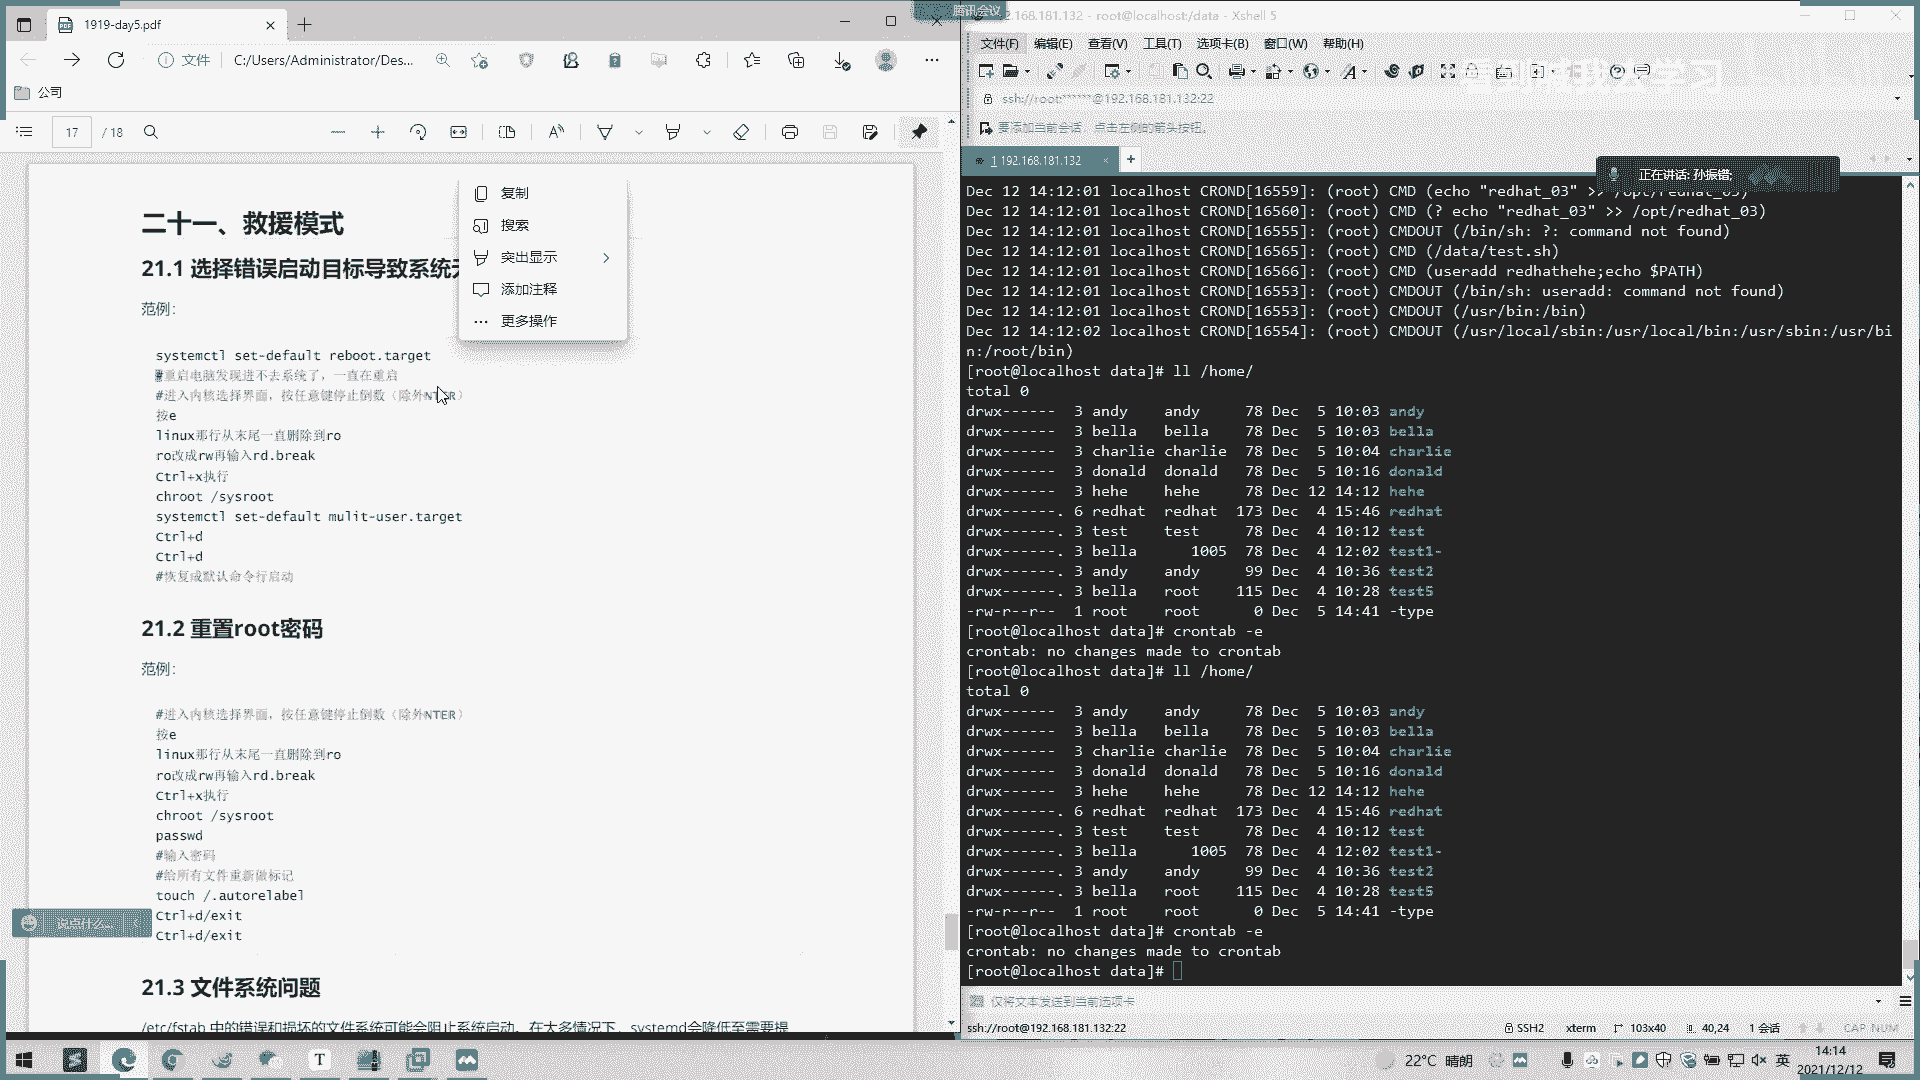 1919-day5.pdf
文件
C:/Users/Administrator/Des...
公司
17 / 18
二十一、救援模式
21.1 选择错误启动目标导致系统
复制
搜索
突出显示
添加注释
更多操作
范例：
systemctl set-default reboot.target
#重启电脑发现进不去系统了，一直在重启
#进入内核选择界面，按任意键停止倒数（除外NTER）
按e
linux那行从末尾一直删除到ro
ro改成rw再输入rd.break
Ctrl+x执行
chroot /sysroot
systemctl set-default mulit-user.target
Ctrl+d
Ctrl+d
#恢复成默认命令行启动
21.2 重置root密码
范例：
#进入内核选择界面，按任意键停止倒数（除外NTER）
按e
linux那行从末尾一直删除到ro
ro改成rw再输入rd.break
Ctrl+x执行
chroot /sysroot
passwd
#输入密码
#给所有文件重新做标记
touch /.autorelabel
Ctrl+d/exit
Ctrl+d/exit
说点什么...
21.3 文件系统问题
/etc/fstab 中的错误和损坏的文件系统可能会阻止系统启动。在大多情况下，systemd会降低至需要提
腾讯会议
.168.181.132 - root@localhost:/data - Xshell 5
文件(F) 编辑(E) 查看(V) 工具(T) 选项卡(B) 窗口(W) 帮助(H)
ssh://root:******@192.168.181.132:22
要添加当前会话，点击左侧的箭头按钮。
1 192.168.181.132
正在讲话: 孙振锴;
Dec 12 14:12:01 localhost CROND[16559]: (root) CMD (echo "redhat_03" >> /opt/redhat_03)
Dec 12 14:12:01 localhost CROND[16560]: (root) CMD (? echo "redhat_03" >> /opt/redhat_03)
Dec 12 14:12:01 localhost CROND[16555]: (root) CMDOUT (/bin/sh: ?: command not found)
Dec 12 14:12:01 localhost CROND[16565]: (root) CMD (/data/test.sh)
Dec 12 14:12:01 localhost CROND[16566]: (root) CMD (useradd redhathehe;echo $PATH)
Dec 12 14:12:01 localhost CROND[16553]: (root) CMDOUT (/bin/sh: useradd: command not found)
Dec 12 14:12:01 localhost CROND[16553]: (root) CMDOUT (/usr/bin:/bin)
Dec 12 14:12:02 localhost CROND[16554]: (root) CMDOUT (/usr/local/sbin:/usr/local/bin:/usr/sbin:/usr/bi
n:/root/bin)
[root@localhost data]# ll /home/
total 0
drwx------ 3 andy andy 78 Dec 5 10:03 andy
drwx------ 3 bella bella 78 Dec 5 10:03 bella
drwx------ 3 charlie charlie 78 Dec 5 10:04 charlie
drwx------ 3 donald donald 78 Dec 5 10:16 donald
drwx------ 3 hehe hehe 78 Dec 12 14:12 hehe
drwx------. 6 redhat redhat 173 Dec 4 15:46 redhat
drwx------. 3 test test 78 Dec 4 10:12 test
drwx------. 3 bella 1005 78 Dec 4 12:02 test1-
drwx------. 3 andy andy 99 Dec 4 10:36 test2
drwx------. 3 bella root 115 Dec 4 10:28 test5
-rw-r--r-- 1 root root 0 Dec 5 14:41 -type
[root@localhost data]# crontab -e
crontab: no changes made to crontab
[root@localhost data]# ll /home/
total 0
drwx------ 3 andy andy 78 Dec 5 10:03 andy
drwx------ 3 bella bella 78 Dec 5 10:03 bella
drwx------ 3 charlie charlie 78 Dec 5 10:04 charlie
drwx------ 3 donald donald 78 Dec 5 10:16 donald
drwx------ 3 hehe hehe 78 Dec 12 14:12 hehe
drwx------. 6 redhat redhat 173 Dec 4 15:46 redhat
drwx------. 3 test test 78 Dec 4 10:12 test
drwx------. 3 bella 1005 78 Dec 4 12:02 test1-
drwx------. 3 andy andy 99 Dec 4 10:36 test2
drwx------. 3 bella root 115 Dec 4 10:28 test5
-rw-r--r-- 1 root root 0 Dec 5 14:41 -type
[root@localhost data]# crontab -e
crontab: no changes made to crontab
[root@localhost data]#
仅将文本发送到当前选项卡
ssh://root@192.168.181.132:22 SSH2 xterm 103x40 40,24 1 会话 CAP NUM
22°C 晴朗 英 14:14
2021/12/12